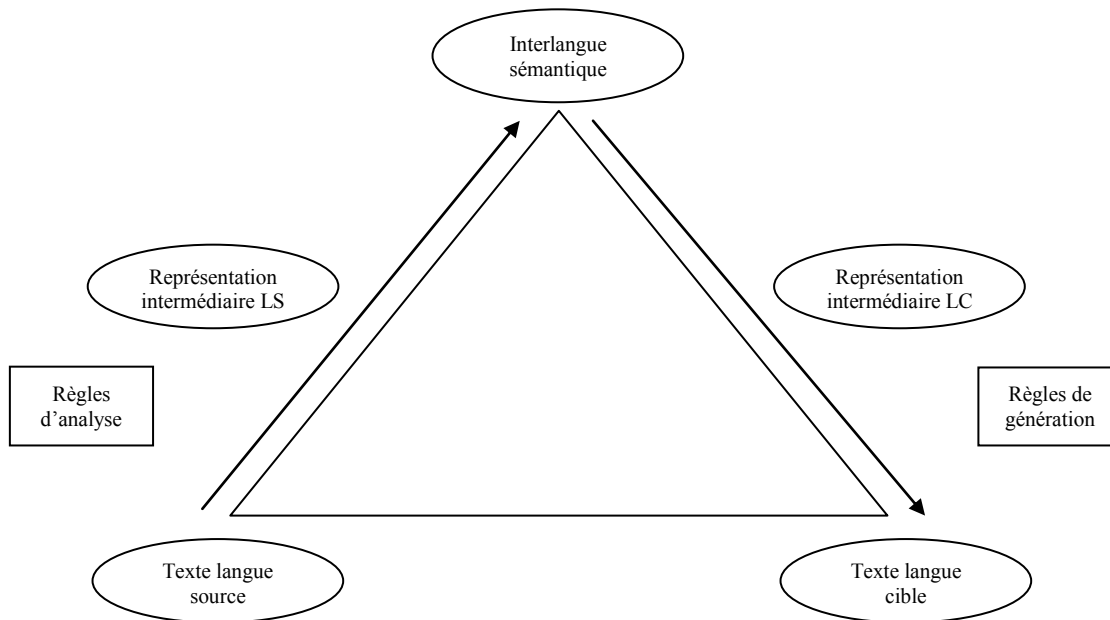 Interlangue
sémantique
Représentation
intermédiaire LS
Représentation
intermédiaire LC
Règles
d’analyse
Règles de
génération
Texte langue
source
Texte langue
cible